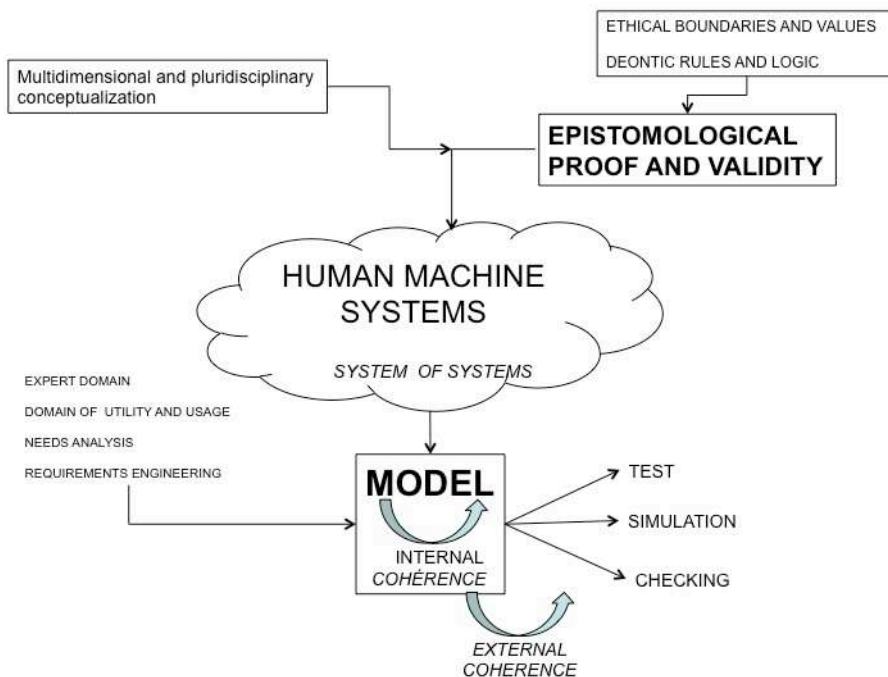 ETHICAL BOUNDARIES AND VALUES
DEONTIC RULES AND LOGIC
Multidimensional and pluridisciplinary
conceptualization
EPISTOMOLOGICAL
PROOF AND VALIDITY
HUMAN MACHINE
SYSTEMS
SYSTEM OF SYSTEMS
EXPERT DOMAIN
DOMAIN OF UTILITY AND USAGE
NEEDS ANALYSIS
REQUIREMENTS ENGINEERING
MODEL
INTERNAL
COHÉRENCE
TEST
SIMULATION
CHECKING
EXTERNAL
COHERENCE